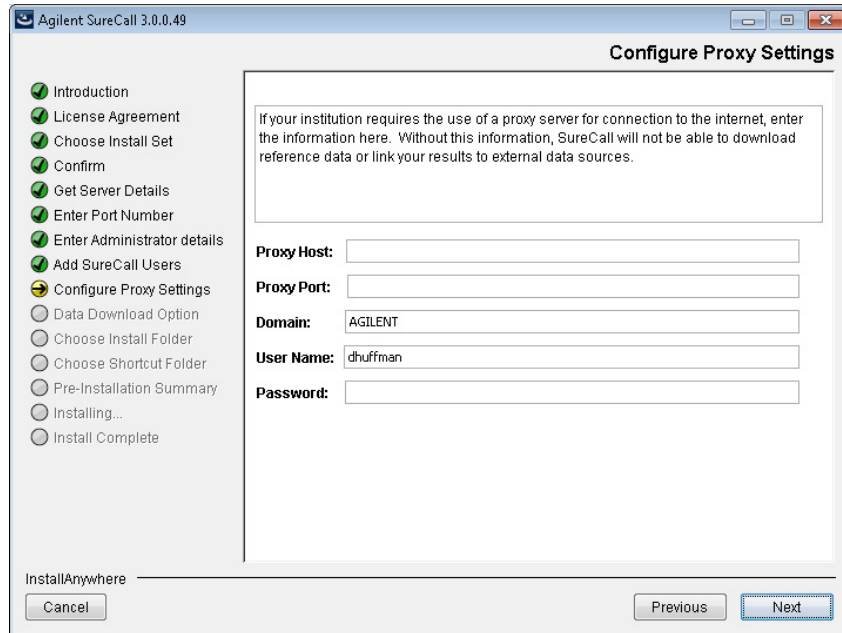 Agilent SureCall 3.0.0.49
Configure Proxy Settings
Introduction
License Agreement
Choose Install Set
Confirm
Get Server Details
Enter Port Number
Enter Administrator details
Add SureCall Users
Configure Proxy Settings
Data Download Option
Choose Install Folder
Choose Shortcut Folder
Pre-Installation Summary
Installing...
Install Complete
If your institution requires the use of a proxy server for connection to the internet, enter
the information here. Without this information, SureCall will not be able to download
reference data or link your results to external data sources.
Proxy Host:
Proxy Port:
Domain: AGILENT
User Name: dhuffman
Password:
InstallAnywhere
Cancel Previous Next